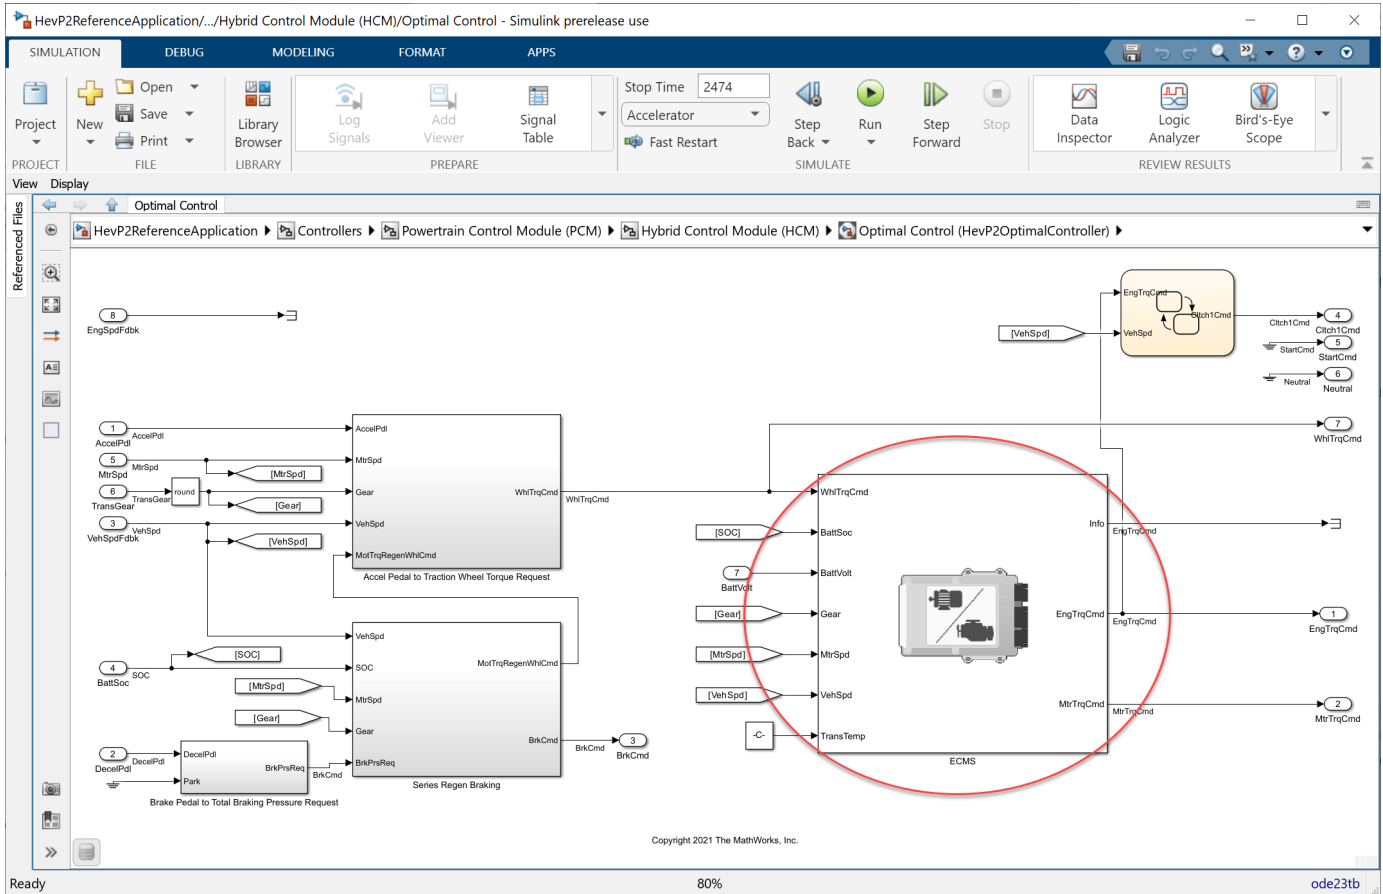 HevP2ReferenceApplication/.../Hybrid Control Module (HCM)/Optimal Control - Simulink prerelease use
SIMULATION DEBUG MODELING FORMAT APPS
Project
New
Open
Save
Print
Library
Browser
Log
Signals
Add
Viewer
Signal
Table
Stop Time 2474
Accelerator
Fast Restart
Step
Back
Run
Step
Forward
Stop
Data
Inspector
Logic
Analyzer
Bird's-Eye
Scope
PROJECT FILE LIBRARY PREPARE SIMULATE REVIEW RESULTS
View Display
Referenced Files
Optimal Control
HevP2ReferenceApplication Controllers Powertrain Control Module (PCM) Hybrid Control Module (HCM) Optimal Control (HevP2OptimalController)
8
EngSpdFdbk
1
AccelPdl
AccelPdl
5
MtrSpd
MtrSpd
[MtrSpd]
6
TransGear
TransGear
round
[Gear]
3
VehSpdFdbk
VehSpd
[VehSpd]
AccelPdl
MtrSpd
Gear
VehSpd
MotTrqRegenWhlCmd
WhlTrqCmd
WhlTrqCmd
Accel Pedal to Traction Wheel Torque Request
4
BattSoc
SOC
[SOC]
[MtrSpd]
[Gear]
VehSpd
SOC
MtrSpd
Gear
BrkPrsReq
MotTrqRegenWhlCmd
BrkCmd
BrkCmd
3
BrkCmd
Series Regen Braking
2
DecelPdl
DecelPdl
DecelPdl
Park
BrkPrsReq
BrkCmd
Brake Pedal to Total Braking Pressure Request
[VehSpd]
EngTrqCmd
VehSpd
Cltch1Cmd
Cltch1Cmd
4
Cltch1Cmd
StartCmd
5
StartCmd
Neutral
6
Neutral
7
WhlTrqCmd
[SOC]
7
BattVolt
[Gear]
[MtrSpd]
[VehSpd]
-C-
WhlTrqCmd
BattSoc
BattVolt
Gear
MtrSpd
VehSpd
TransTemp
Info
EngTrqCmd
EngTrqCmd
EngTrqCmd
1
EngTrqCmd
MtrTrqCmd
MtrTrqCmd
2
MtrTrqCmd
ECMS
Copyright 2021 The MathWorks, Inc.
Ready 80% ode23tb